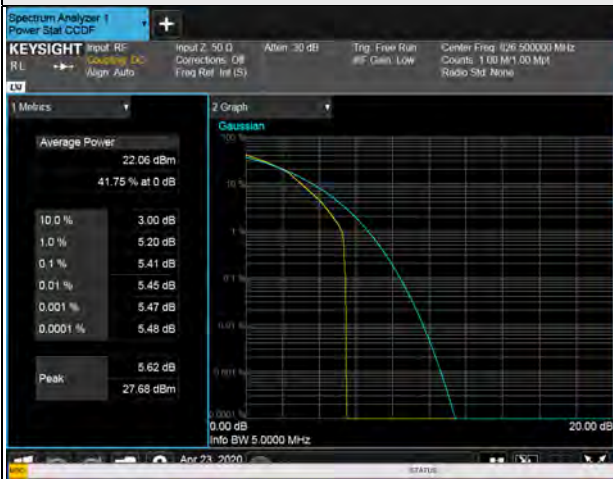 Spectrum Analyzer 1
Power Stat CCDF
+
KEYSIGHT Input: RF Input Z: 50 Ω Atten: 30 dB Trig: Free Run Center Freq: 826.500000 MHz
RL Coupling: DC Corrections: Off #IF Gain: Low Counts: 1.00 M/1.00 Mpt
Align: Auto Freq Ref: Int (S) Radio Std: None
LW
1 Metrics 2 Graph
Gaussian
Average Power
22.06 dBm
41.75 % at 0 dB
10.0 % 3.00 dB
1.0 % 5.20 dB
0.1 % 5.41 dB
0.01 % 5.45 dB
0.001 % 5.47 dB
0.0001 % 5.48 dB
Peak 5.62 dB
27.68 dBm
100 %
10 %
1 %
0.1 %
0.01 %
0.001 %
0.0001 %
0.00 dB 20.00 dB
Info BW 5.0000 MHz
Apr 23, 2020
STATUS